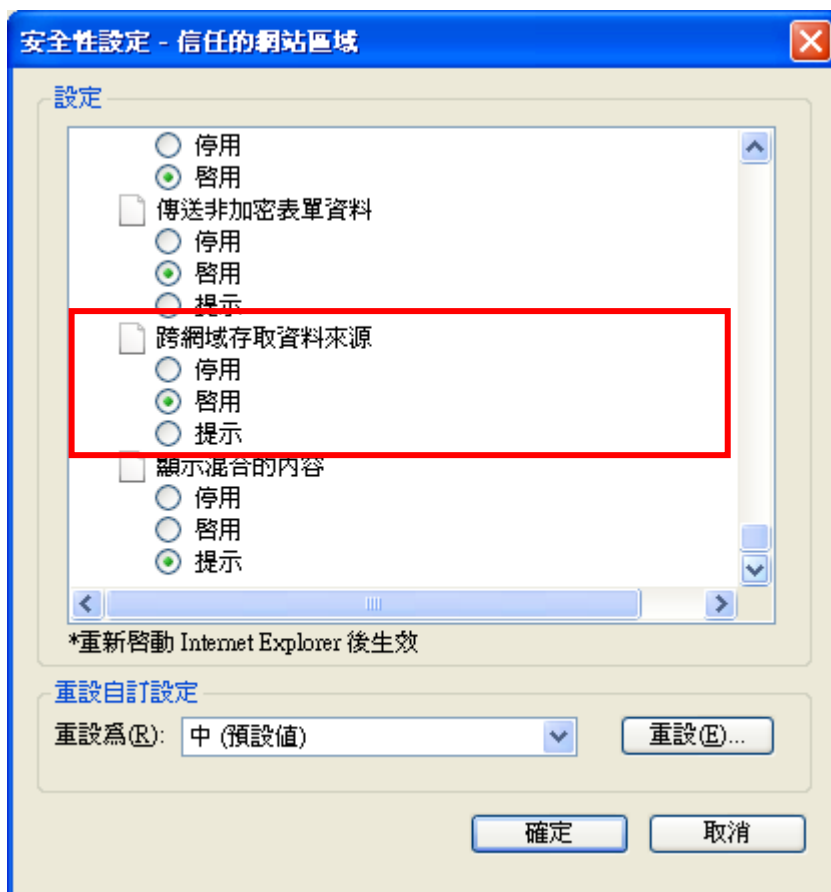 安全性設定 - 信任的網站區域
設定
停用
啓用
傳送非加密表單資料
停用
啓用
提示
跨網域存取資料來源
停用
啓用
提示
顯示混合的內容
停用
啓用
提示
*重新啓動 Internet Explorer 後生效
重設自訂設定
重設爲(R): 中 (預設值) 重設(E)...
確定 取消